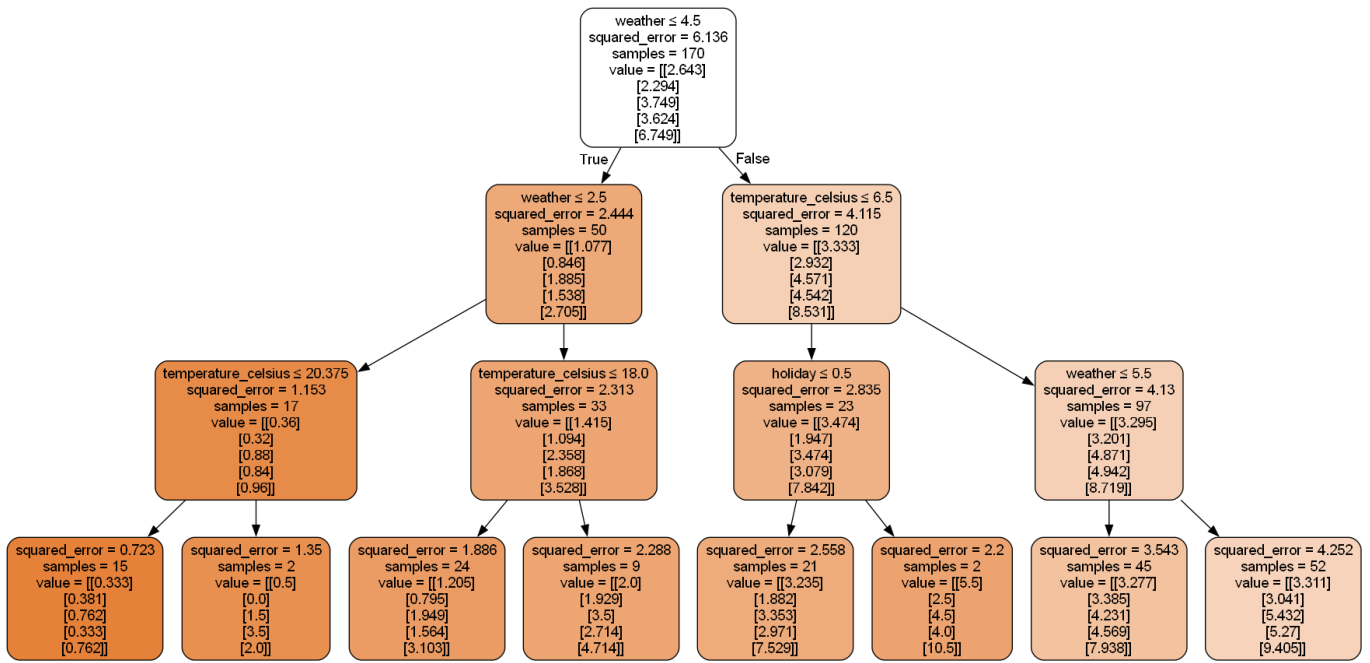 weather ≤ 4.5
squared_error = 6.136
samples = 170
value = [[2.643]
[2.294]
[3.749]
[3.624]
[6.749]]
True
False
weather ≤ 2.5
squared_error = 2.444
samples = 50
value = [[1.077]
[0.846]
[1.885]
[1.538]
[2.705]]
temperature_celsius ≤ 6.5
squared_error = 4.115
samples = 120
value = [[3.333]
[2.932]
[4.571]
[4.542]
[8.531]]
temperature_celsius ≤ 20.375
squared_error = 1.153
samples = 17
value = [[0.36]
[0.32]
[0.88]
[0.84]
[0.96]]
temperature_celsius ≤ 18.0
squared_error = 2.313
samples = 33
value = [[1.415]
[1.094]
[2.358]
[1.868]
[3.528]]
holiday ≤ 0.5
squared_error = 2.835
samples = 23
value = [[3.474]
[1.947]
[3.474]
[3.079]
[7.842]]
weather ≤ 5.5
squared_error = 4.13
samples = 97
value = [[3.295]
[3.201]
[4.871]
[4.942]
[8.719]]
squared_error = 0.723
samples = 15
value = [[0.333]
[0.381]
[0.762]
[0.333]
[0.762]]
squared_error = 1.35
samples = 2
value = [[0.5]
[0.0]
[1.5]
[3.5]
[2.0]]
squared_error = 1.886
samples = 24
value = [[1.205]
[0.795]
[1.949]
[1.564]
[3.103]]
squared_error = 2.288
samples = 9
value = [[2.0]
[1.929]
[3.5]
[2.714]
[4.714]]
squared_error = 2.558
samples = 21
value = [[3.235]
[1.882]
[3.353]
[2.971]
[7.529]]
squared_error = 2.2
samples = 2
value = [[5.5]
[2.5]
[4.5]
[4.0]
[10.5]]
squared_error = 3.543
samples = 45
value = [[3.277]
[3.385]
[4.231]
[4.569]
[7.938]]
squared_error = 4.252
samples = 52
value = [[3.311]
[3.041]
[5.432]
[5.27]
[9.405]]